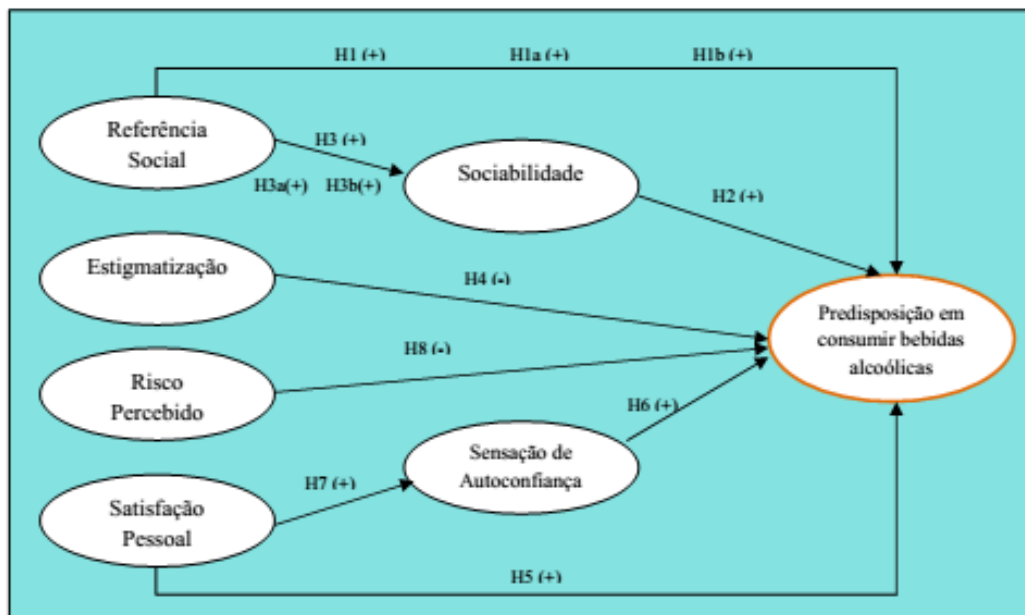 H1 (+) H1a (+) H1b (+)
Referência
Social
H3 (+)
H3a(+) H3b(+)
Sociabilidade
H2 (+)
Estigmatização
H4 (-)
Predisposição em
consumir bebidas
alcoólicas
H8 (-)
Risco
Percebido
H6 (+)
Sensação de
Autoconfiança
H7 (+)
Satisfação
Pessoal
H5 (+)